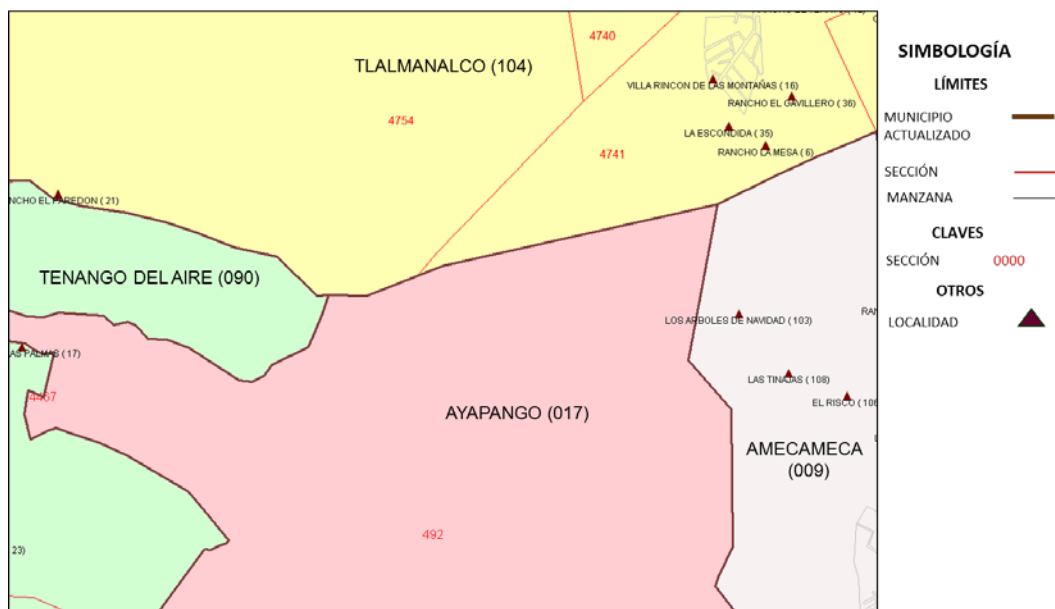 4740
TLALMANALCO (104)
VILLA RINCON DE LAS MONTAÑAS ( 16)
RANCHO EL GAVILLERO ( 36)
4754
LA ESCONDIDA ( 35)
RANCHO LA MESA ( 6)
4741
NCHO EL PAREDON ( 21)
TENANGO DEL AIRE (090)
LOS ARBOLES DE NAVIDAD ( 103)
RAN
AS PALMAS ( 17)
LAS TINAJAS ( 108)
4467
EL RISCO ( 106
AYAPANGO (017)
AMECAMECA
(009)
492
23)
SIMBOLOGÍA
LÍMITES
MUNICIPIO
ACTUALIZADO
SECCIÓN
MANZANA
CLAVES
SECCIÓN 0000
OTROS
LOCALIDAD